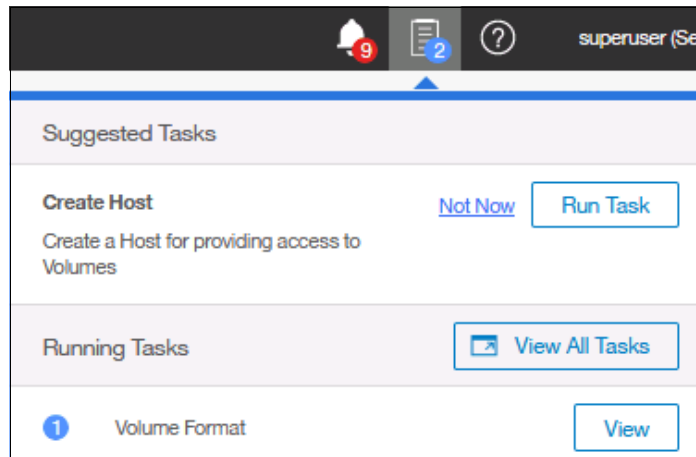 9
2
?
superuser (Se
Suggested Tasks
Create Host
Not Now
Run Task
Create a Host for providing access to
Volumes
Running Tasks
View All Tasks
1
Volume Format
View